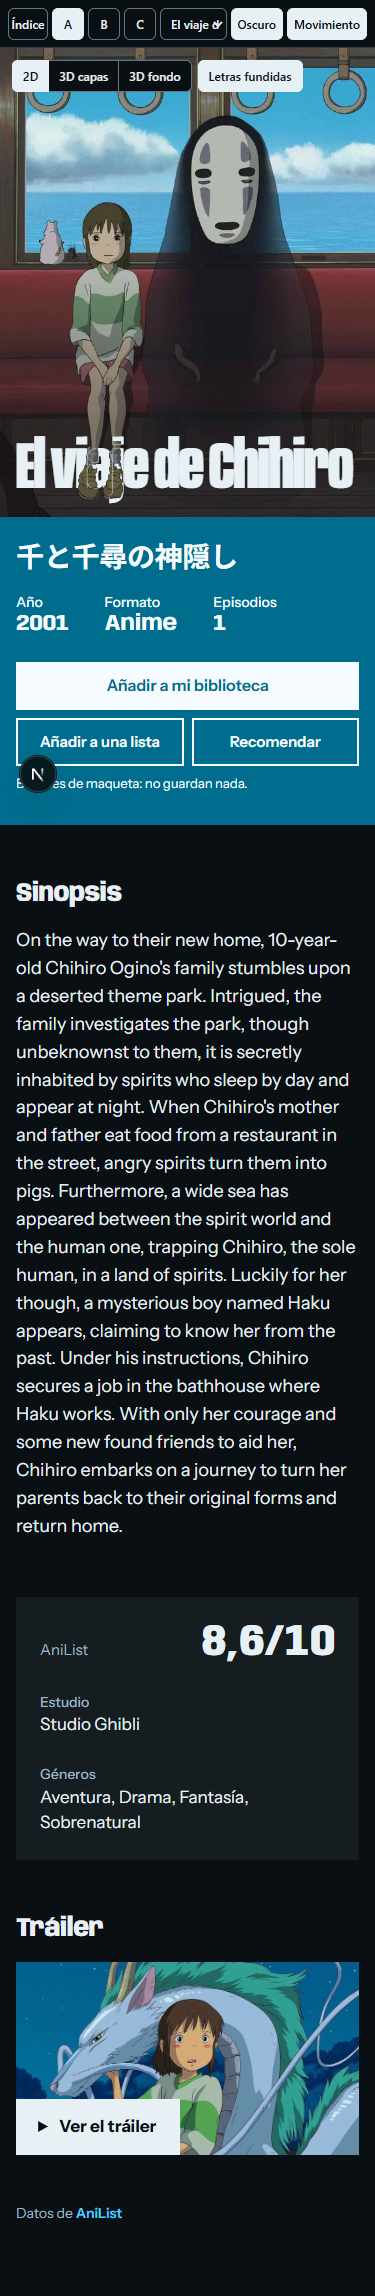 Índice A B C El viaje d Oscuro Movimiento
2D 3D capas 3D fondo Letras fundidas
El viaje de Chihiro
千と千尋の神隠し
Año Formato Episodios
2001 Anime 1
Añadir a mi biblioteca
Añadir a una lista Recomendar
N
es de maqueta: no guardan nada.
Sinopsis
On the way to their new home, 10-year-
old Chihiro Ogino's family stumbles upon
a deserted theme park. Intrigued, the
family investigates the park, though
unbeknownst to them, it is secretly
inhabited by spirits who sleep by day and
appear at night. When Chihiro's mother
and father eat food from a restaurant in
the street, angry spirits turn them into
pigs. Furthermore, a wide sea has
appeared between the spirit world and
the human one, trapping Chihiro, the sole
human, in a land of spirits. Luckily for her
though, a mysterious boy named Haku
appears, claiming to know her from the
past. Under his instructions, Chihiro
secures a job in the bathhouse where
Haku works. With only her courage and
some new found friends to aid her,
Chihiro embarks on a journey to turn her
parents back to their original forms and
return home.
AniList 8,6/10
Estudio
Studio Ghibli
Géneros
Aventura, Drama, Fantasía,
Sobrenatural
Tráiler
Ver el tráiler
Datos de AniList